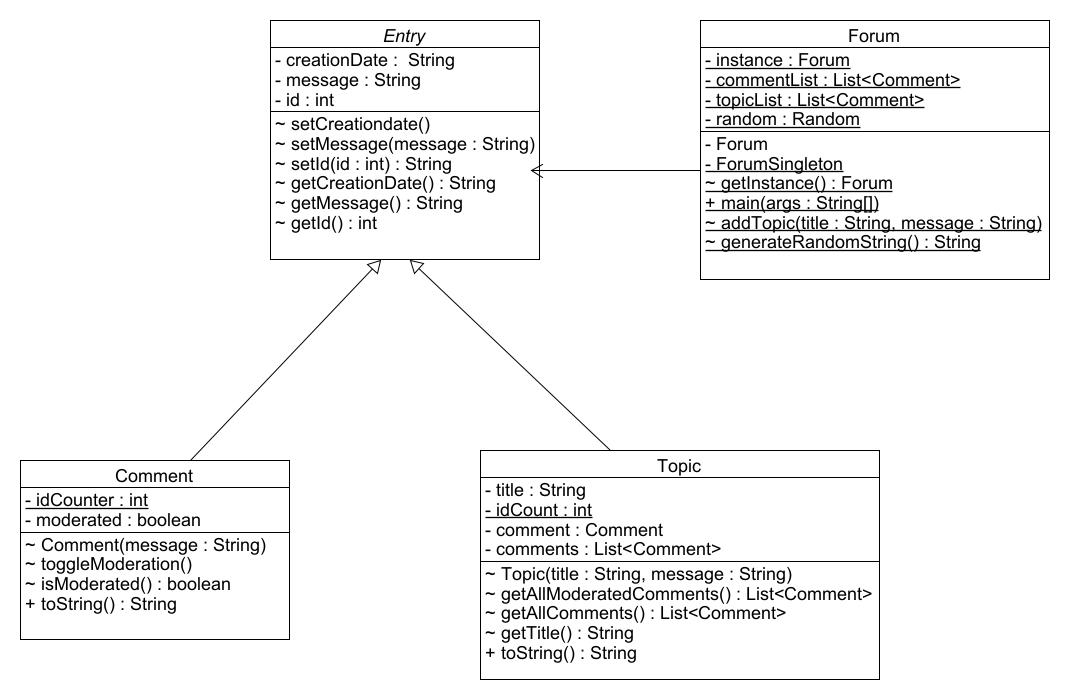 Entry
- creationDate :  String
- message : String
- id : int
~ setCreationdate()
~ setMessage(message : String)
~ setId(id : int) : String
~ getCreationDate() : String
~ getMessage() : String
~ getId() : int
Forum
- instance : Forum
- commentList : List<Comment>
- topicList : List<Comment>
- random : Random
- Forum
- ForumSingleton
~ getInstance() : Forum
+ main(args : String[])
~ addTopic(title : String, message : String)
~ generateRandomString() : String
Comment
- idCounter : int
- moderated : boolean
~ Comment(message : String)
~ toggleModeration()
~ isModerated() : boolean
+ toString() : String
Topic
- title : String
- idCount : int
- comment : Comment
- comments : List<Comment>
~ Topic(title : String, message : String)
~ getAllModeratedComments() : List<Comment>
~ getAllComments() : List<Comment>
~ getTitle() : String
+ toString() : String